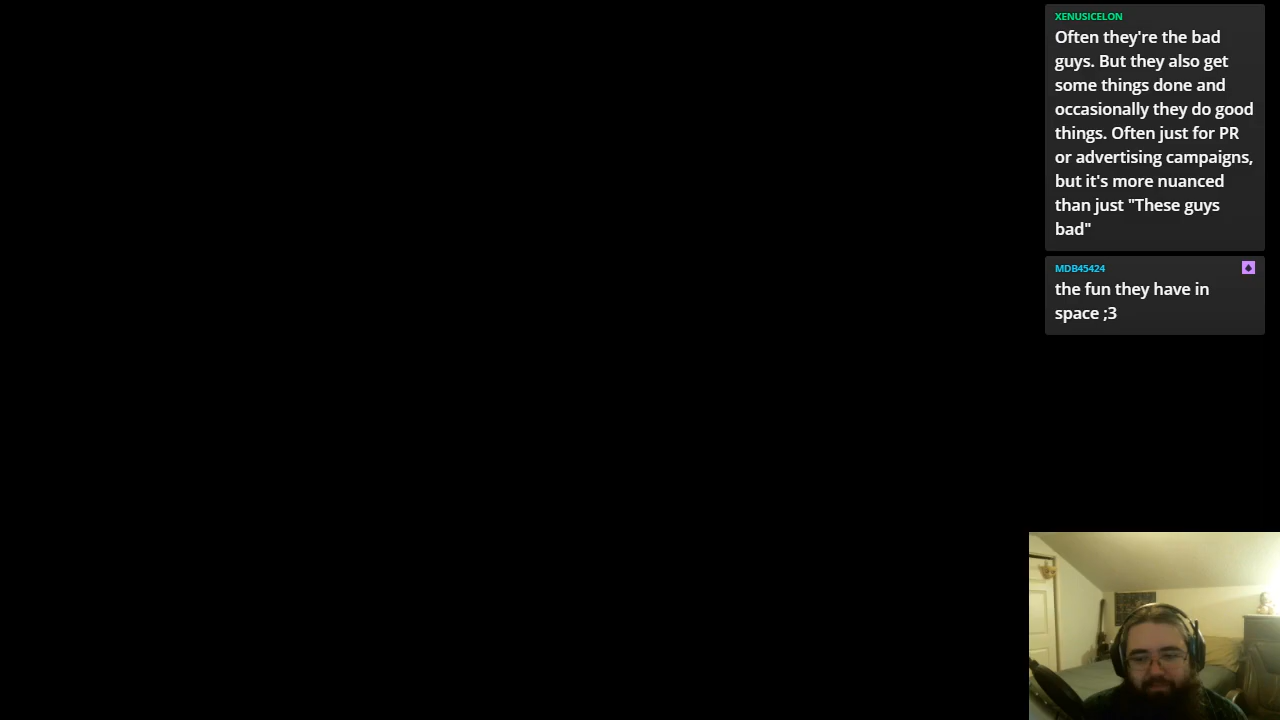 XENUSICELON
Often they're the bad
guys. But they also get
some things done and
occasionally they do good
things. Often just for PR
or advertising campaigns,
but it's more nuanced
than just "These guys
bad"
MDB45424
the fun they have in
space ;3